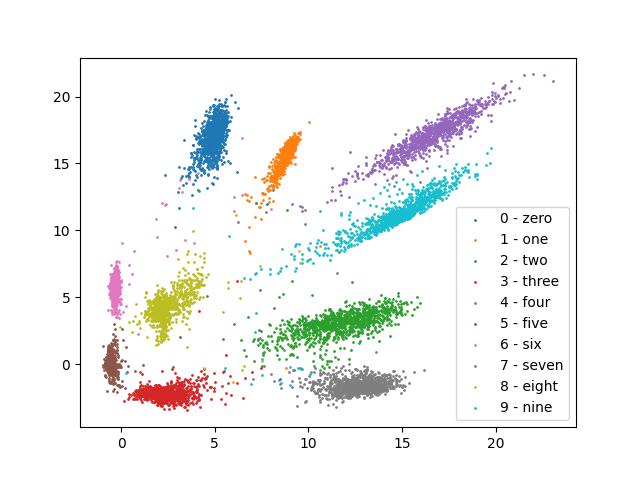 20
15
10
5
0
0
5
10
15
20
0 - zero
1 - one
2 - two
3 - three
4 - four
5 - five
6 - six
7 - seven
8 - eight
9 - nine